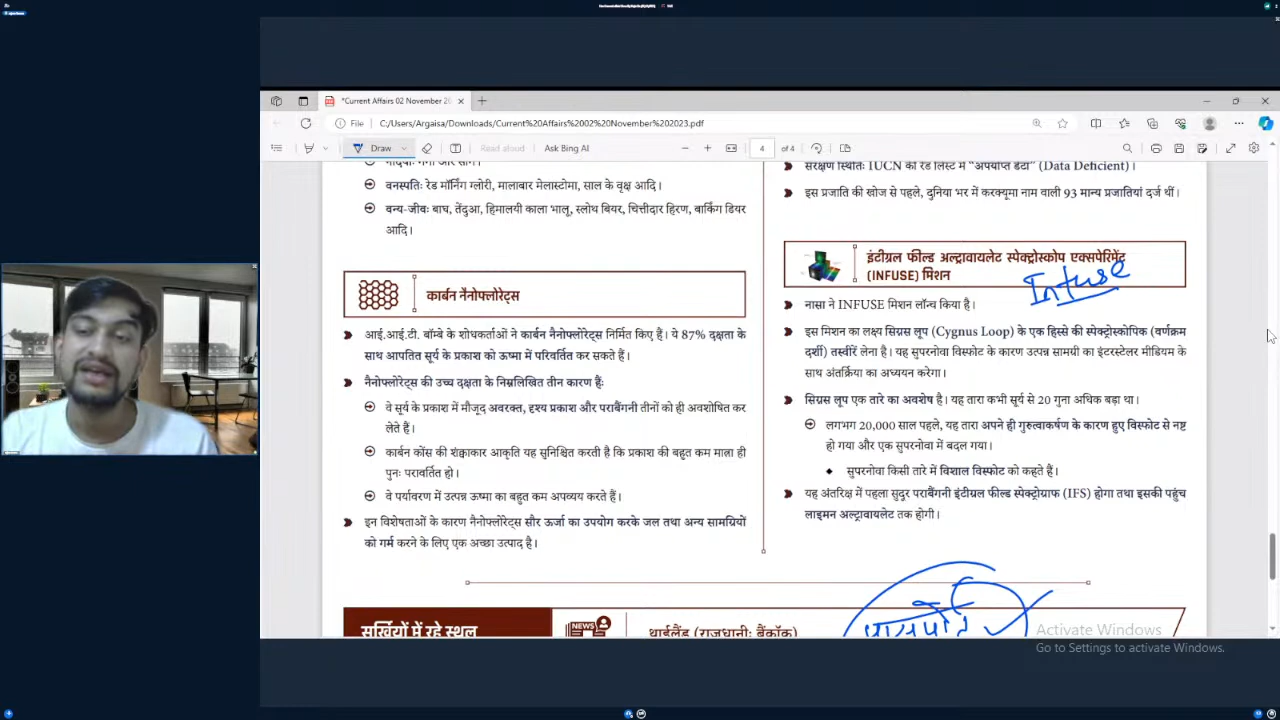 *Current Affairs 02 November 20
File
C:/Users/Argaisa/Downloads/Current%20Affairs%2002%20November%202023.pdf
Draw
Read aloud
Ask Bing AI
4
of 4
वनस्पतिः रेड मॉर्निंग ग्लोरी, मालाबार मेलास्टोमा, साल के वृक्ष आदि।
वन्य-जीवः बाघ, तेंदुआ, हिमालयी काला भालू, स्लोथ बियर, चित्तीदार हिरण, बार्किंग डियर
आदि।
कार्बन नैनोफ्लोरेट्स
आई.आई.टी. बॉम्बे के शोधकर्ताओं ने कार्बन नैनोफ्लोरेट्स निर्मित किए हैं। ये 87% दक्षता के
साथ आपतित सूर्य के प्रकाश को ऊष्मा में परिवर्तित कर सकते हैं।
नैनोफ्लोरेट्स की उच्च दक्षता के निम्नलिखित तीन कारण हैंः
वे सूर्य के प्रकाश में मौजूद अवरक्त, दृश्य प्रकाश और पराबैंगनी तीनों को ही अवशोषित कर
लेते हैं।
कार्बन कोंस की शंक्वाकार आकृति यह सुनिश्चित करती है कि प्रकाश की बहुत कम मात्रा ही
पुनः परावर्तित हो।
वे पर्यावरण में उत्पन्न ऊष्मा का बहुत कम अपव्यय करते हैं।
इन विशेषताओं के कारण नैनोफ्लोरेट्स सौर ऊर्जा का उपयोग करके जल तथा अन्य सामग्रियों
को गर्म करने के लिए एक अच्छा उत्पाद है।
संरक्षण स्थितिः IUCN की रेड लिस्ट में “अपर्याप्त डेटा” (Data Deficient)।
इस प्रजाति की खोज से पहले, दुनिया भर में करक्यूमा नाम वाली 93 मान्य प्रजातियां दर्ज थीं।
इंटीग्रल फील्ड अल्ट्रावायलेट स्पेक्ट्रोस्कोप एक्सपेरिमेंट
(INFUSE) मिशन
Infuse
नासा ने INFUSE मिशन लॉन्च किया है।
इस मिशन का लक्ष्य सिग्नस लूप (Cygnus Loop) के एक हिस्से की स्पेक्ट्रोस्कोपिक (वर्णक्रम
दर्शी) तस्वीरें लेना है। यह सुपरनोवा विस्फोट के कारण उत्पन्न सामग्री का इंटरस्टेलर मीडियम के
साथ अंतर्क्रिया का अध्ययन करेगा।
सिग्नस लूप एक तारे का अवशेष है। यह तारा कभी सूर्य से 20 गुना अधिक बड़ा था।
लगभग 20,000 साल पहले, यह तारा अपने ही गुरुत्वाकर्षण के कारण हुए विस्फोट से नष्ट
हो गया और एक सुपरनोवा में बदल गया।
सुपरनोवा किसी तारे में विशाल विस्फोट को कहते हैं।
यह अंतरिक्ष में पहला सुदूर पराबैंगनी इंटीग्रल फील्ड स्पेक्ट्रोग्राफ (IFS) होगा तथा इसकी पहुंच
लाइमन अल्ट्रावायलेट तक होगी।
सुर्खियों में रहे स्थल
NEWS
थाईलैंड (राजधानीः बैंकॉक)
Activate Windows
Go to Settings to activate Windows.